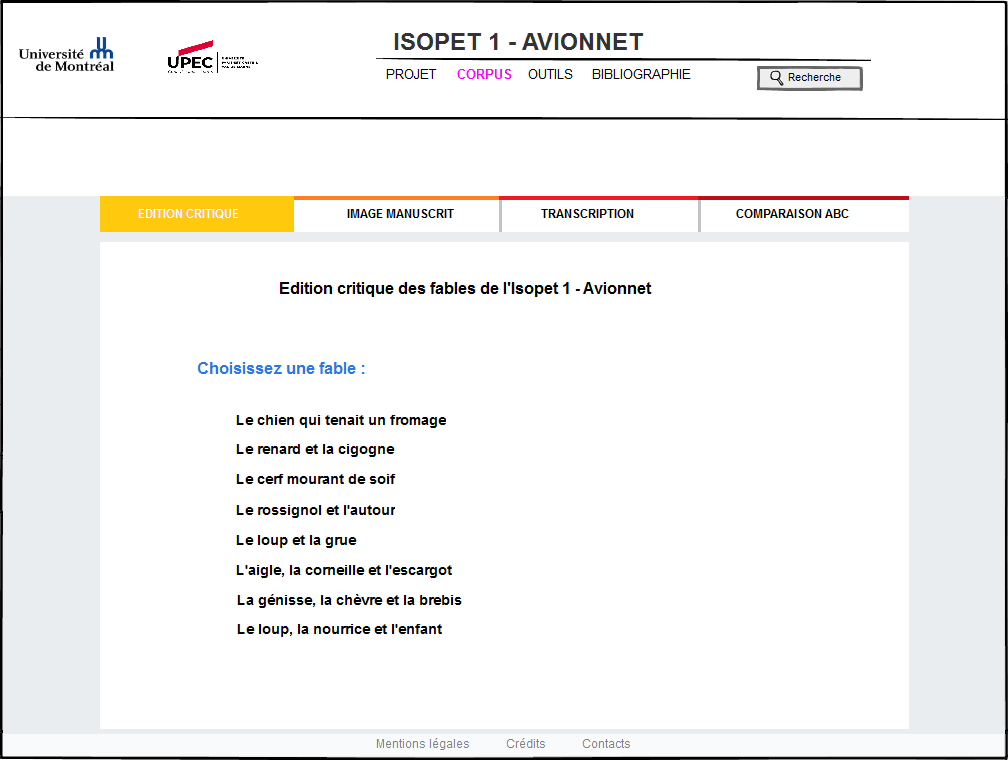 Université
de Montréal
UPEC
ISOPET 1 - AVIONNET
PROJET CORPUS OUTILS BIBLIOGRAPHIE
Recherche
EDITION CRITIQUE IMAGE MANUSCRIT TRANSCRIPTION COMPARAISON ABC
Edition critique des fables de l'Isopet 1 - Avionnet
Choisissez une fable :
Le chien qui tenait un fromage
Le renard et la cigogne
Le cerf mourant de soif
Le rossignol et l'autour
Le loup et la grue
L'aigle, la corneille et l'escargot
La génisse, la chèvre et la brebis
Le loup, la nourrice et l'enfant
Mentions légales Crédits Contacts